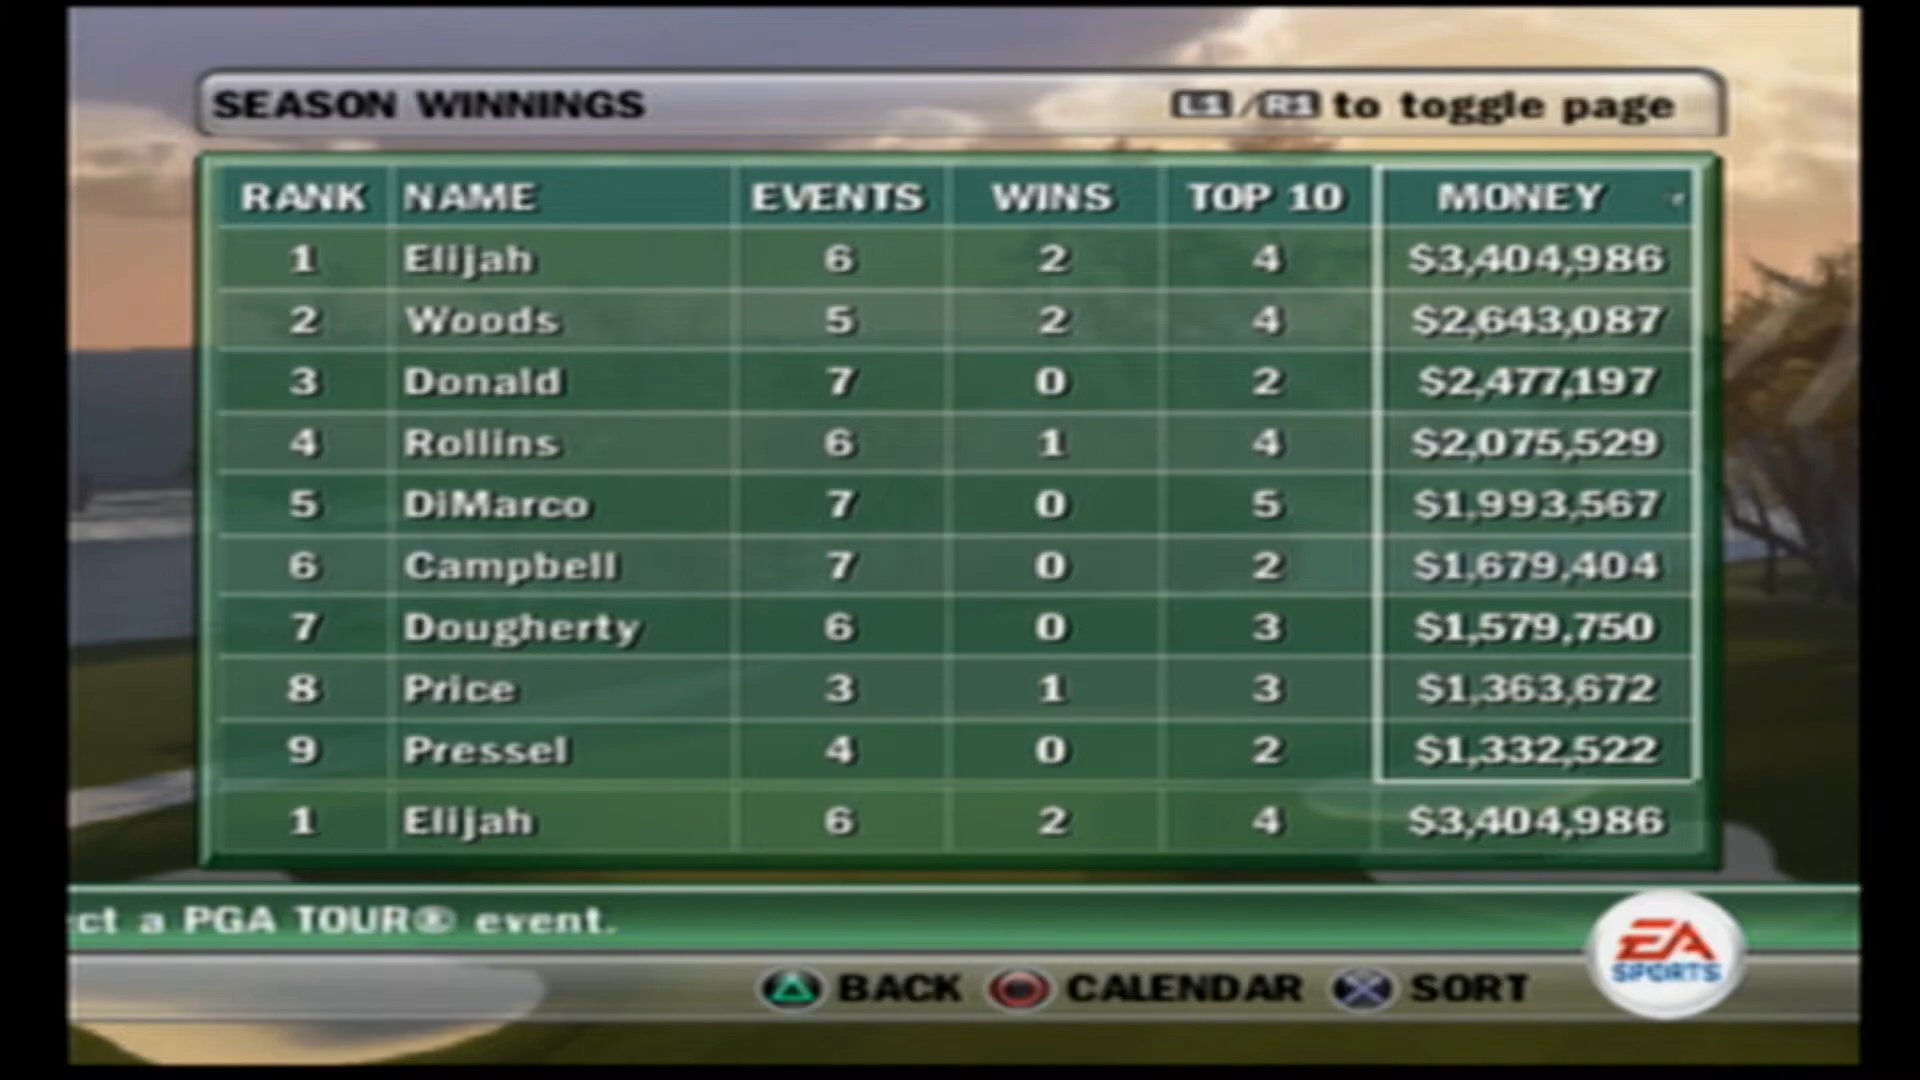 SEASON WINNINGS L1/R1 to toggle page
RANK NAME EVENTS WINS TOP 10 MONEY
1 Elijah 6 2 4 $3,404,986
2 Woods 5 2 4 $2,643,087
3 Donald 7 0 2 $2,477,197
4 Rollins 6 1 4 $2,075,529
5 DiMarco 7 0 5 $1,993,567
6 Campbell 7 0 2 $1,679,404
7 Dougherty 6 0 3 $1,579,750
8 Price 3 1 3 $1,363,672
9 Pressel 4 0 2 $1,332,522
1 Elijah 6 2 4 $3,404,986
ct a PGA TOUR® event.
EA SPORTS
BACK CALENDAR SORT